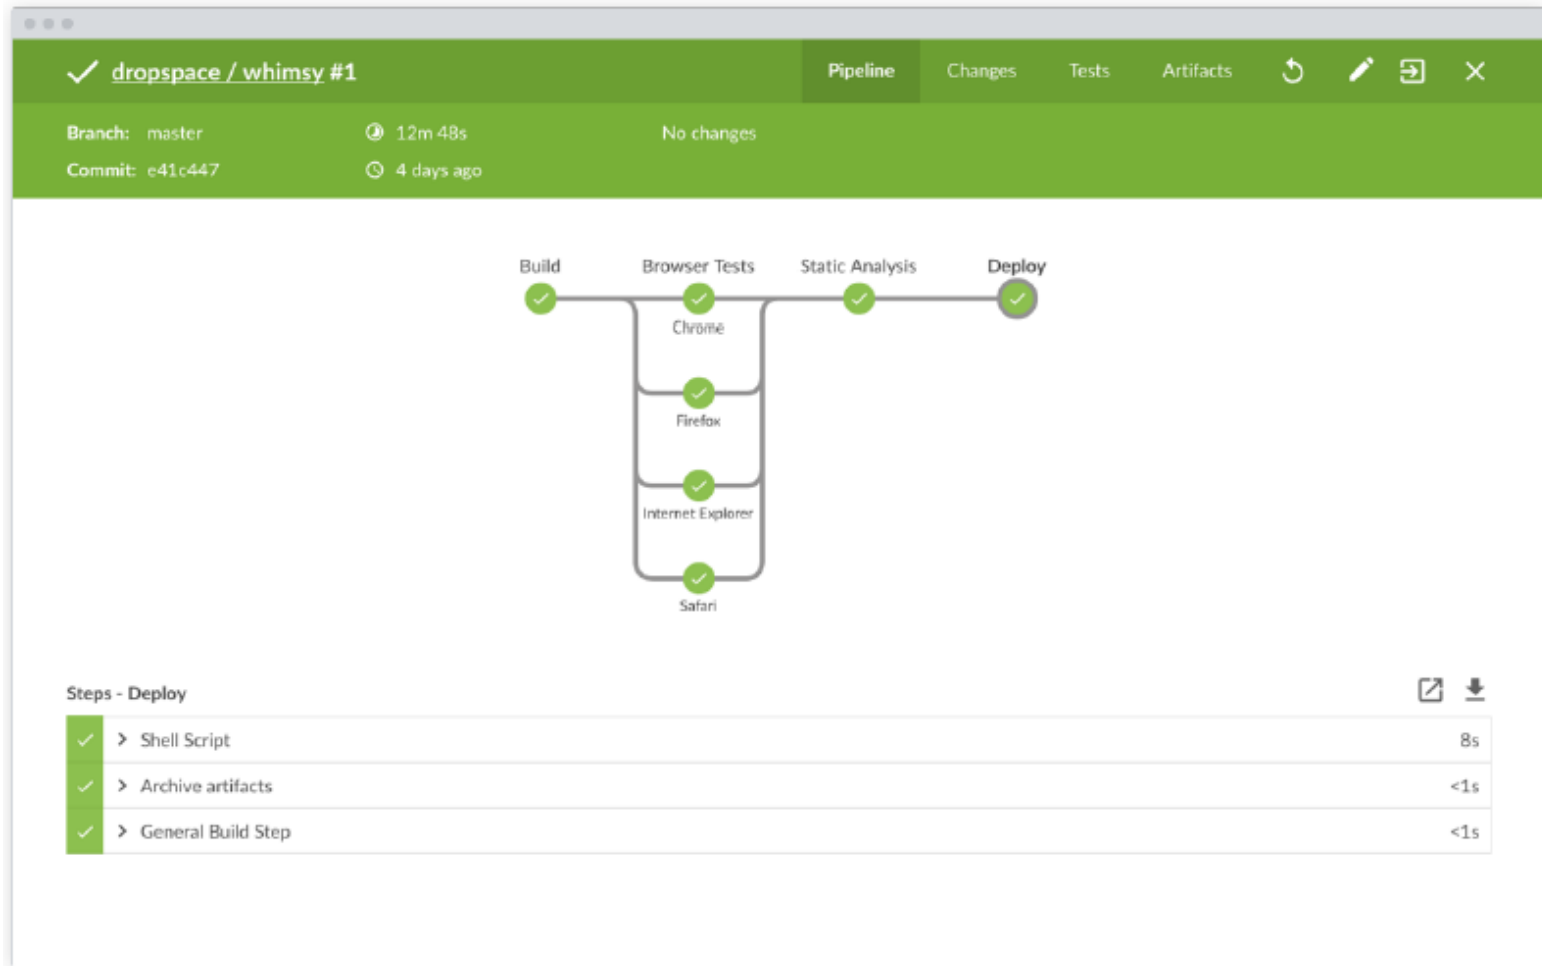 dropspace / whimsy #1 Pipeline Changes Tests Artifacts
Branch: master 12m 48s No changes
Commit: e41c447 4 days ago
Build Browser Tests Static Analysis Deploy
Chrome
Firefox
Internet Explorer
Safari
Steps - Deploy
Shell Script 8s
Archive artifacts <1s
General Build Step <1s